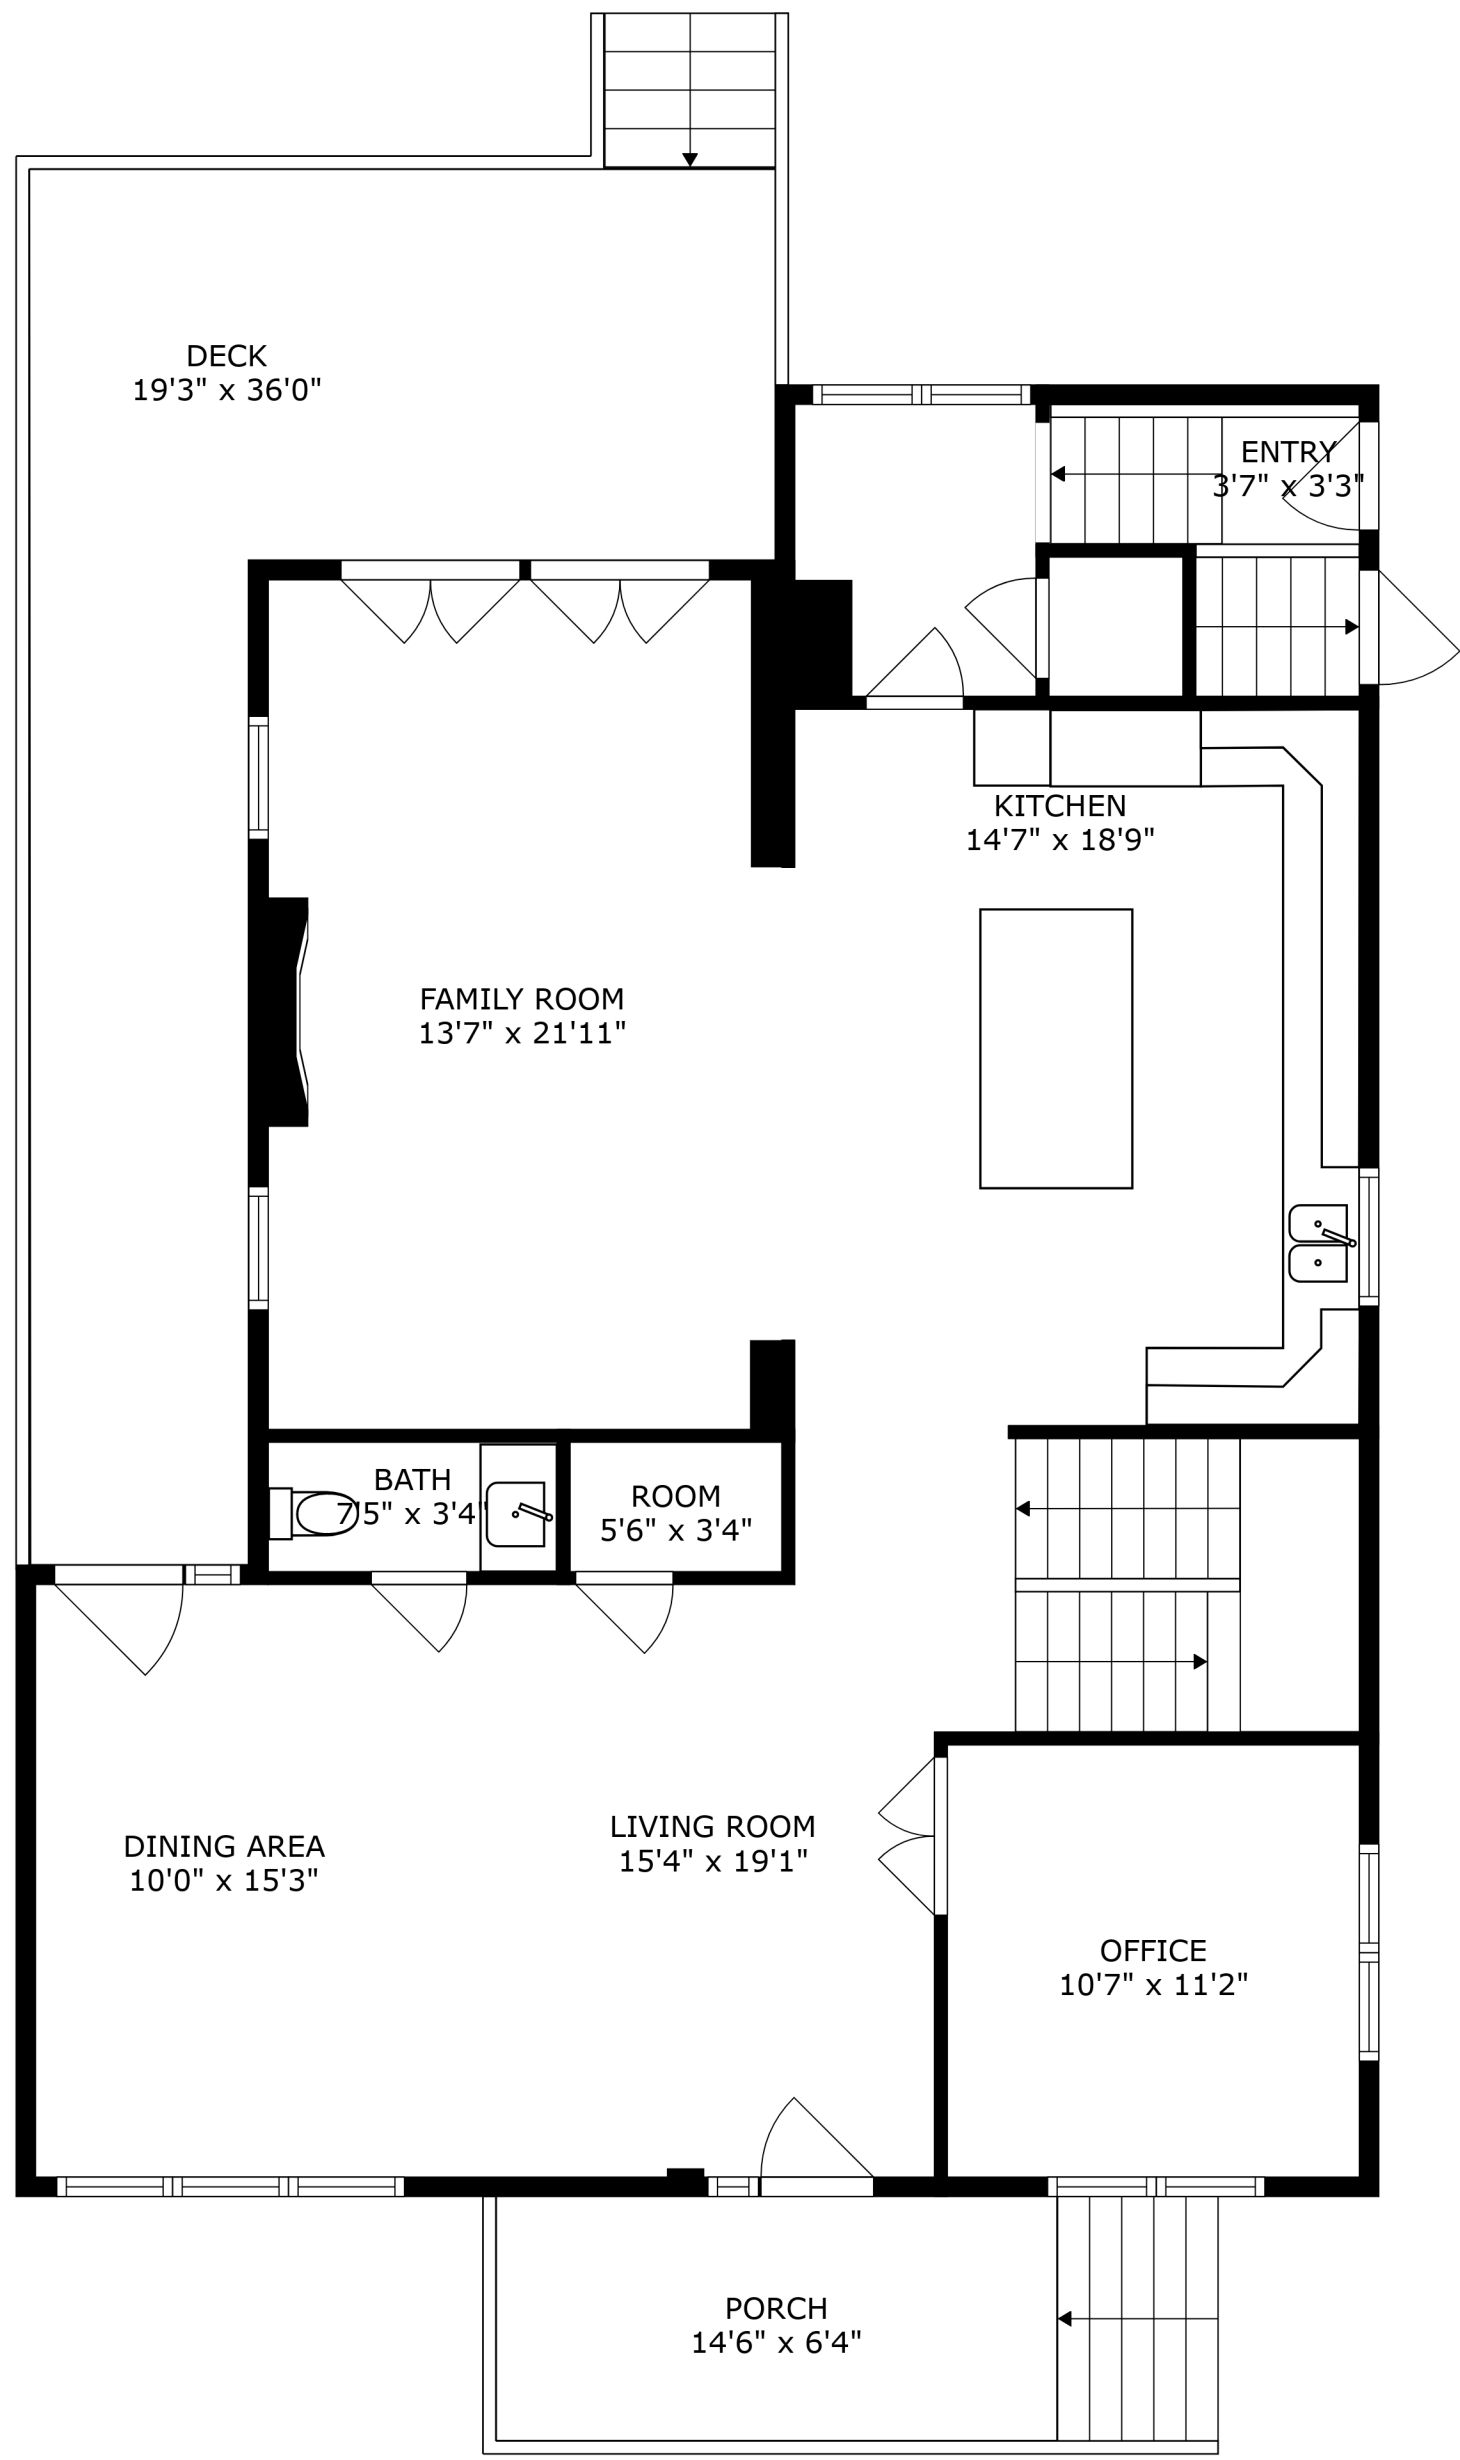 DECK
19'3" x 36'0"
ENTRY
3'7" x 3'3"
KITCHEN
14'7" x 18'9"
FAMILY ROOM
13'7" x 21'11"
BATH
7'5" x 3'4"
ROOM
5'6" x 3'4"
LIVING ROOM
15'4" x 19'1"
DINING AREA
10'0" x 15'3"
OFFICE
10'7" x 11'2"
PORCH
14'6" x 6'4"